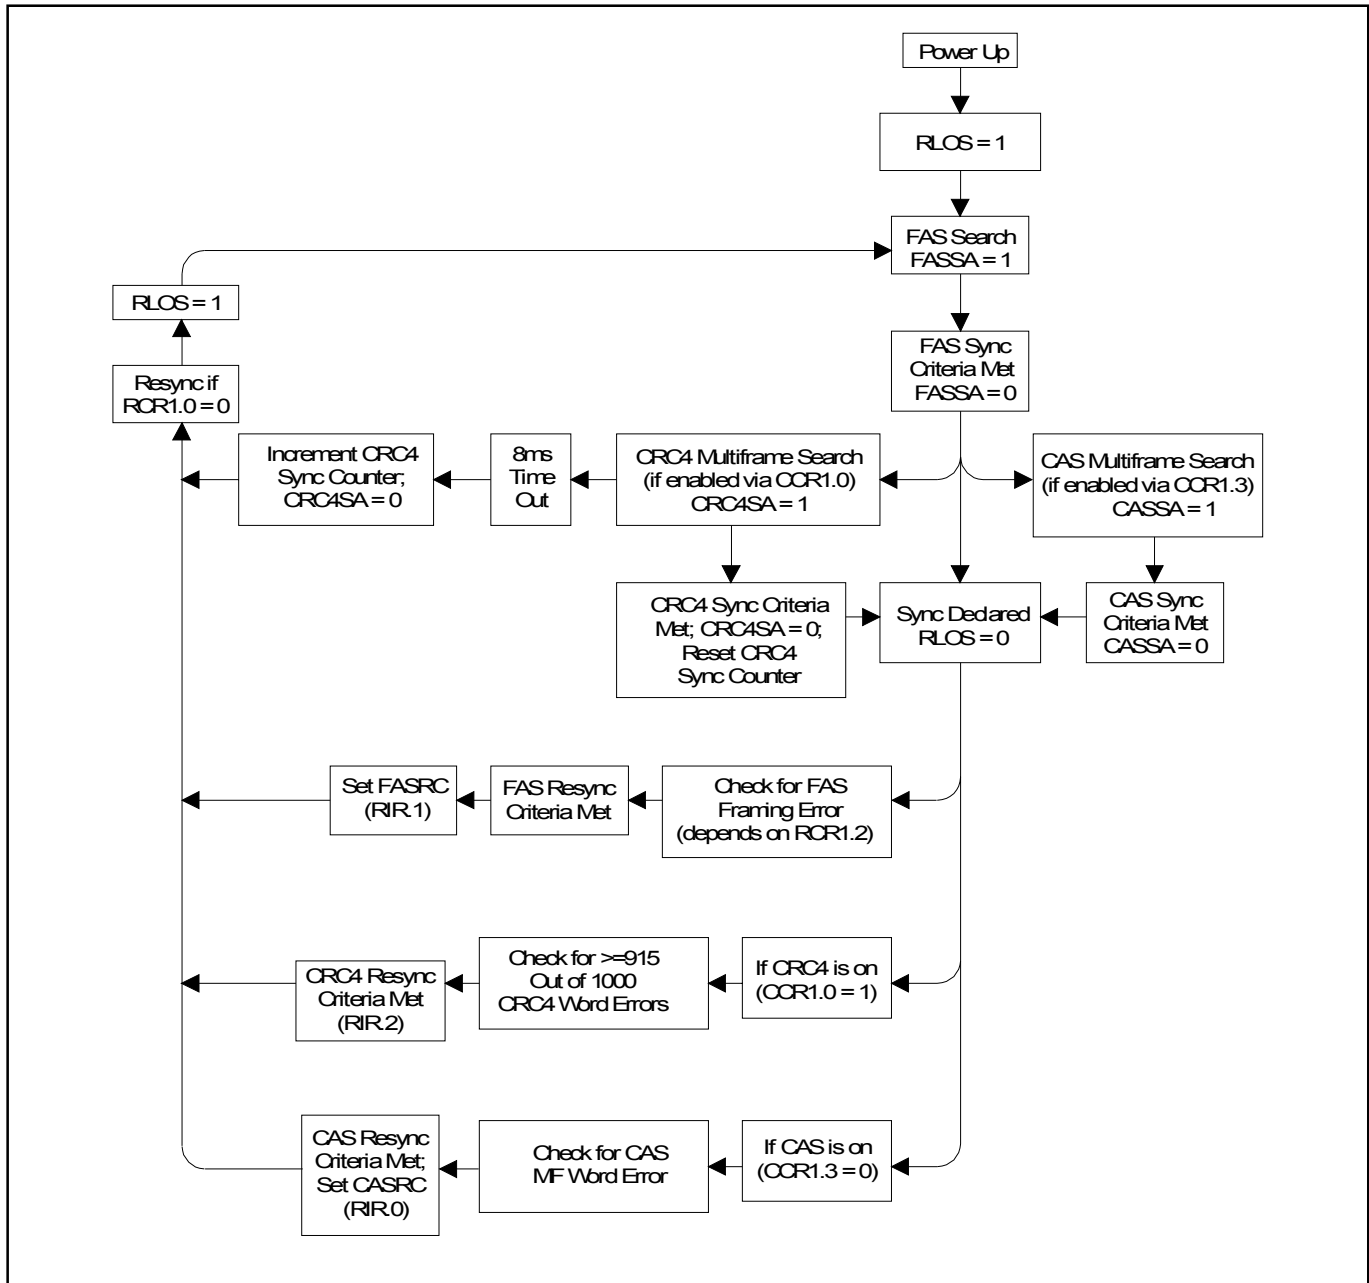 Power Up
RLOS = 1
FAS Search
FASSA = 1
RLOS = 1
FAS Sync
Criteria Met
FASSA = 0
Resync if
RCR1.0 = 0
Increment CRC4
Sync Counter;
CRC4SA = 0
8ms
Time
Out
CRC4 Multiframe Search
(if enabled via CCR1.0)
CRC4SA = 1
CAS Multiframe Search
(if enabled via CCR1.3)
CASSA = 1
CRC4 Sync Criteria
Met; CRC4SA = 0;
Reset CRC4
Sync Counter
Sync Declared
RLOS = 0
CAS Sync
Criteria Met
CASSA = 0
Set FASRC
(RIR.1)
FAS Resync
Criteria Met
Check for FAS
Framing Error
(depends on RCR1.2)
CRC4 Resync
Criteria Met
(RIR.2)
Check for >=915
Out of 1000
CRC4 Word Errors
If CRC4 is on
(CCR1.0 = 1)
CAS Resync
Criteria Met;
Set CASRC
(RIR.0)
Check for CAS
MF Word Error
If CAS is on
(CCR1.3 = 0)